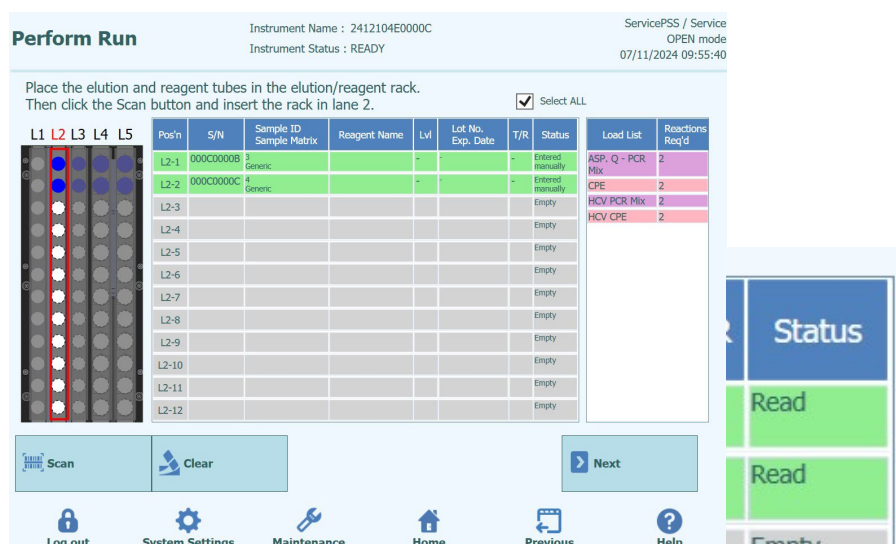 Perform Run
Instrument Name : 2412104E0000C
Instrument Status : READY
ServicePSS / Service
OPEN mode
07/11/2024 09:55:40
Place the elution and reagent tubes in the elution/reagent rack.
Then click the Scan button and insert the rack in lane 2.
Select ALL
L1 L2 L3 L4 L5
Pos'n S/N Sample ID Sample Matrix Reagent Name Lvl Lot No. Exp. Date T/R Status
L2-1 000C0000B 3 Generic - - - Entered manually
L2-2 000C0000C 4 Generic - - - Entered manually
L2-3 Empty
L2-4 Empty
L2-5 Empty
L2-6 Empty
L2-7 Empty
L2-8 Empty
L2-9 Empty
L2-10 Empty
L2-11 Empty
L2-12 Empty
Load List Reactions Req'd
ASP. Q - PCR Mix 2
CPE 2
HCV PCR Mix 2
HCV CPE 2
Status
Read
Read
Scan
Clear
Next
Log out
System Settings
Maintenance
Home
Previous
Help